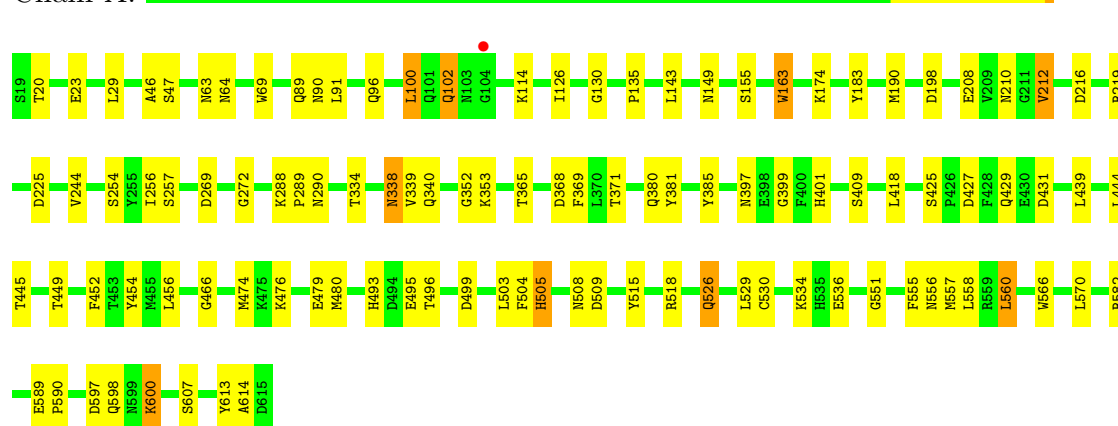 S19 T20 E23 L29 A46 S47 N63 N64 W69 Q89 N90 L91 Q96 L100 Q101 Q102 N103 G104 K114 I126 G130 P135 L143 N149 S155 W163 K174 Y183 M190 D198 E208 V209 N210 G211 V212 D216
D225 V244 S254 Y255 I256 S257 D269 G272 K288 P289 N290 T334 N338 V339 Q340 G352 K353 T365 D368 F369 L370 T371 Q380 Y381 Y385 N397 E398 G399 F400 H401 S409 L418 S425 P426 D427 F428 Q429 E430 D431 L439
T445 T449 F452 T453 Y454 M455 L456 G466 M474 K475 K476 E479 M480 H493 D494 E495 T496 D499 L503 F504 H505 N508 D509 Y515 R518 Q526 L529 C530 K534 H535 E536 G551 F555 N556 M557 L558 R559 L560 W566 L570
E589 P590 D597 Q598 N599 K600 S607 Y613 A614 D615